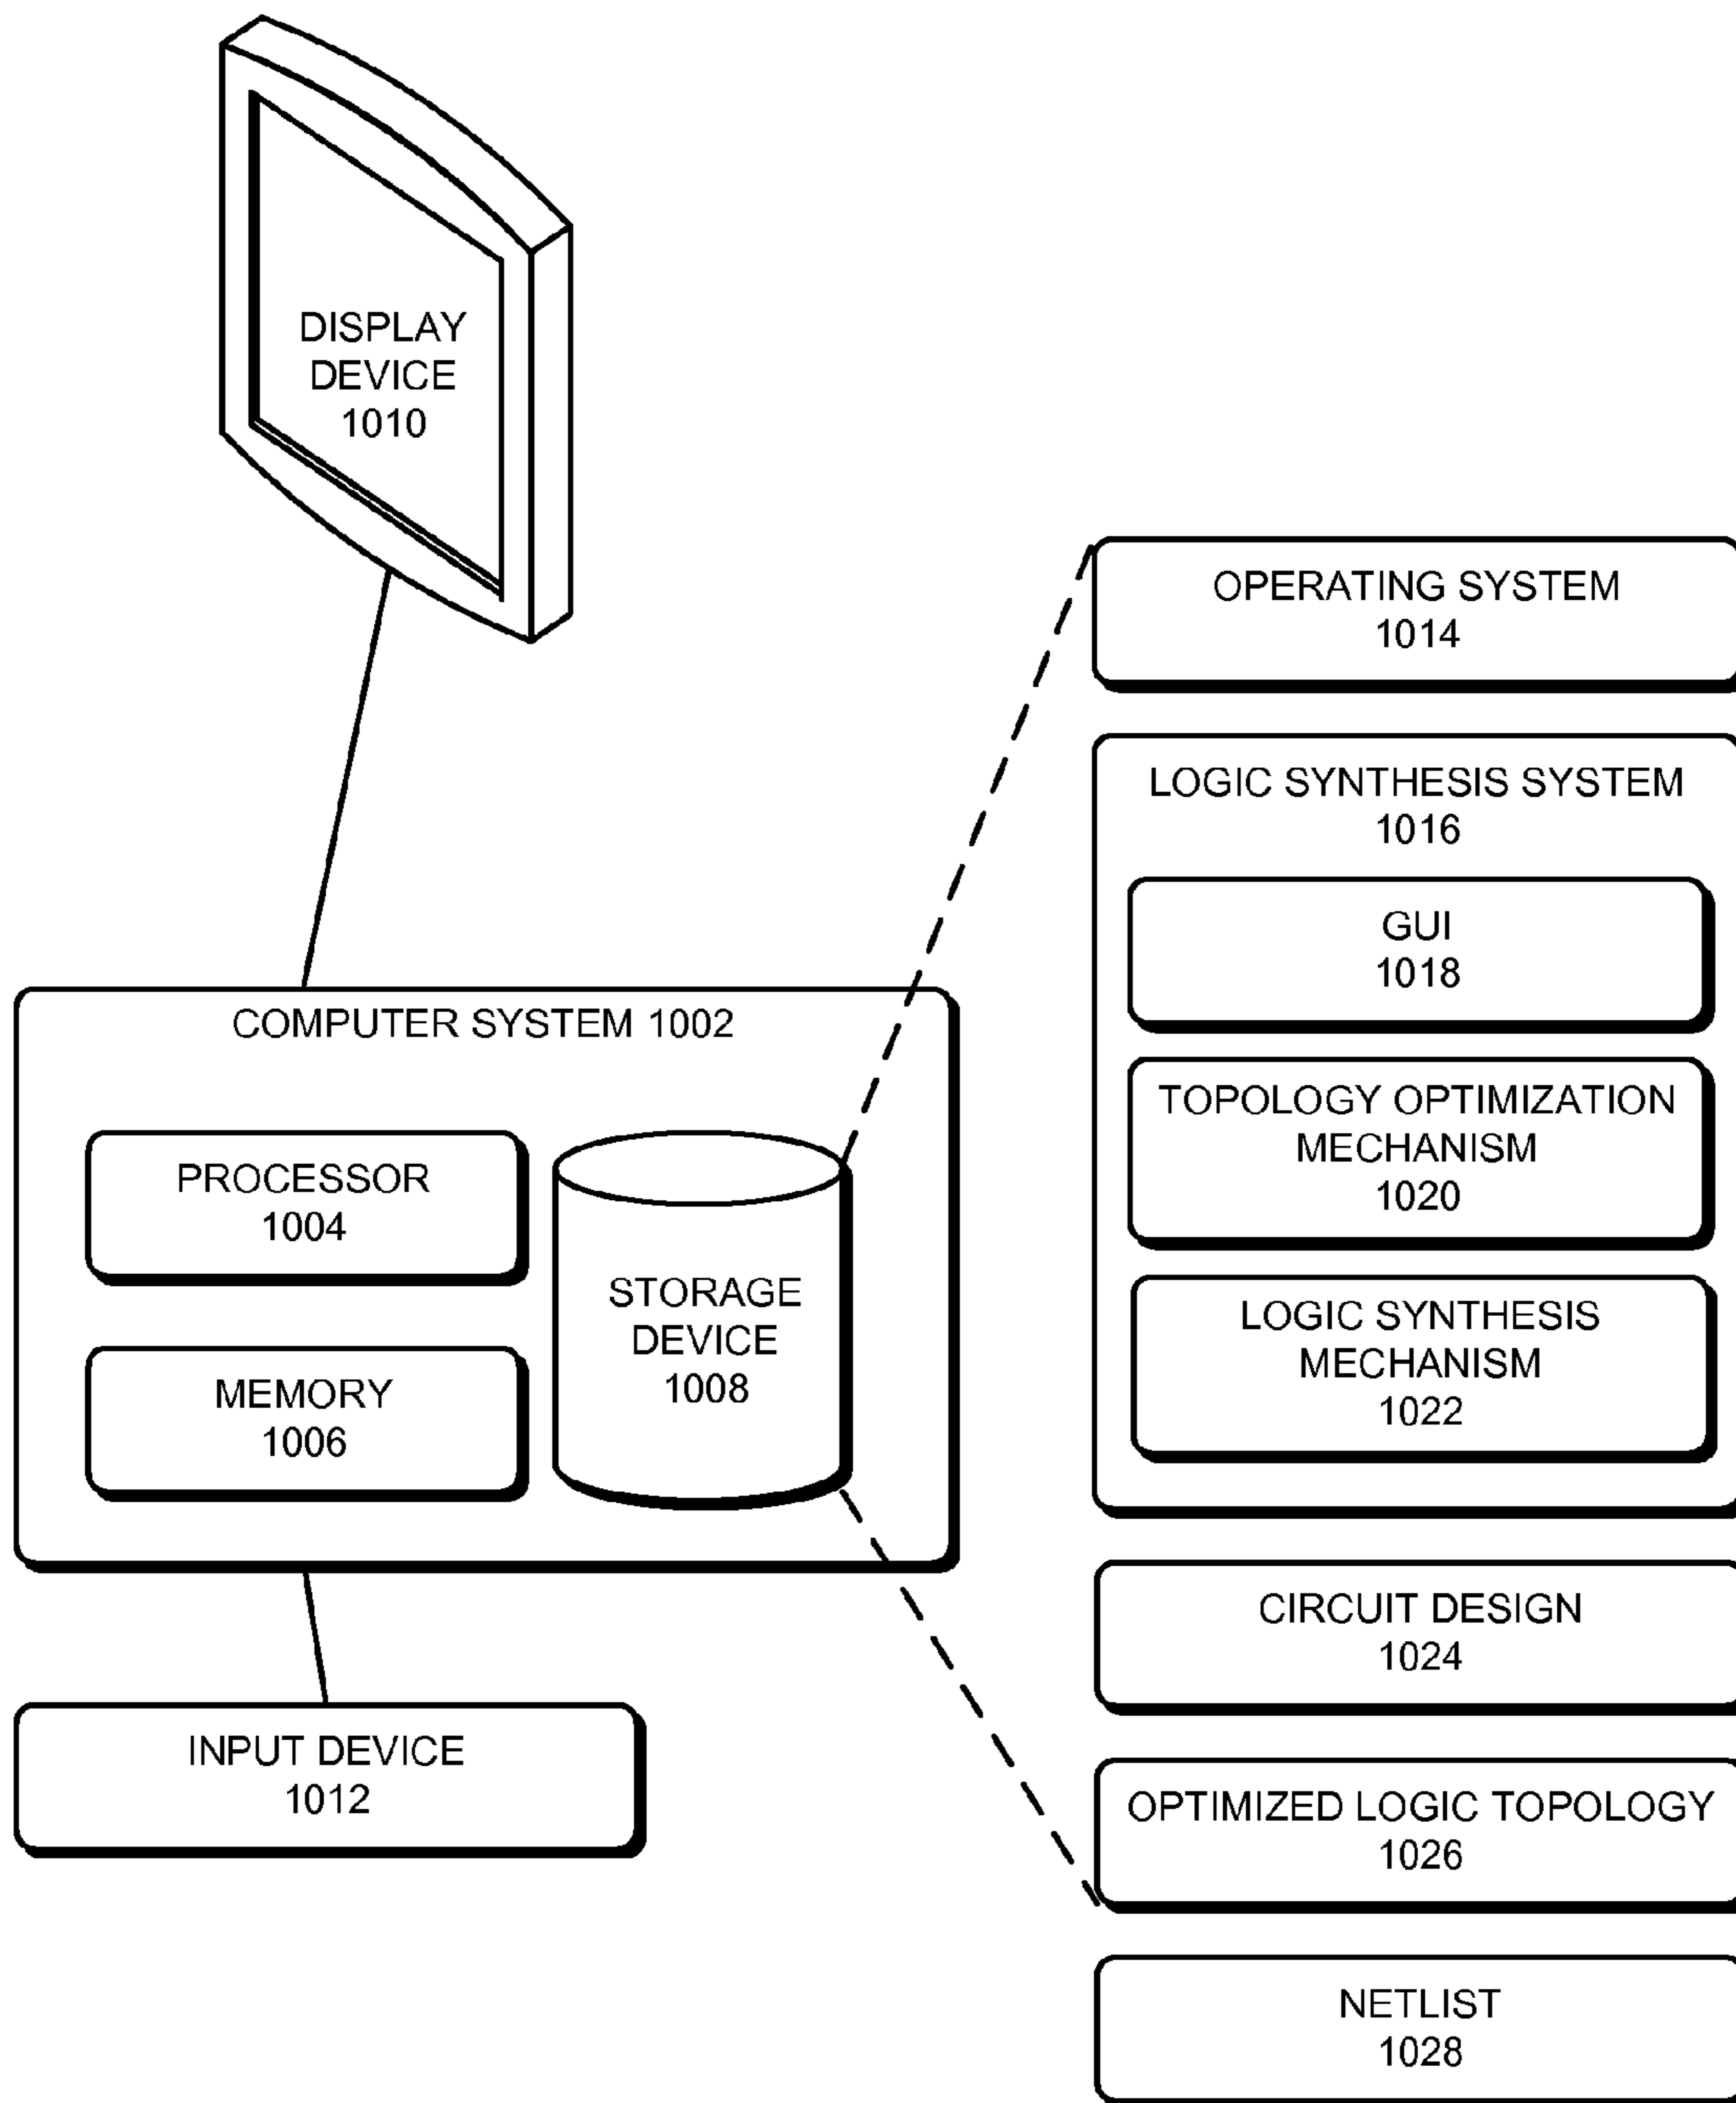 DISPLAY
DEVICE
1010
COMPUTER SYSTEM 1002
PROCESSOR
1004
MEMORY
1006
STORAGE
DEVICE
1008
INPUT DEVICE
1012
OPERATING SYSTEM
1014
LOGIC SYNTHESIS SYSTEM
1016
GUI
1018
TOPOLOGY OPTIMIZATION
MECHANISM
1020
LOGIC SYNTHESIS
MECHANISM
1022
CIRCUIT DESIGN
1024
OPTIMIZED LOGIC TOPOLOGY
1026
NETLIST
1028